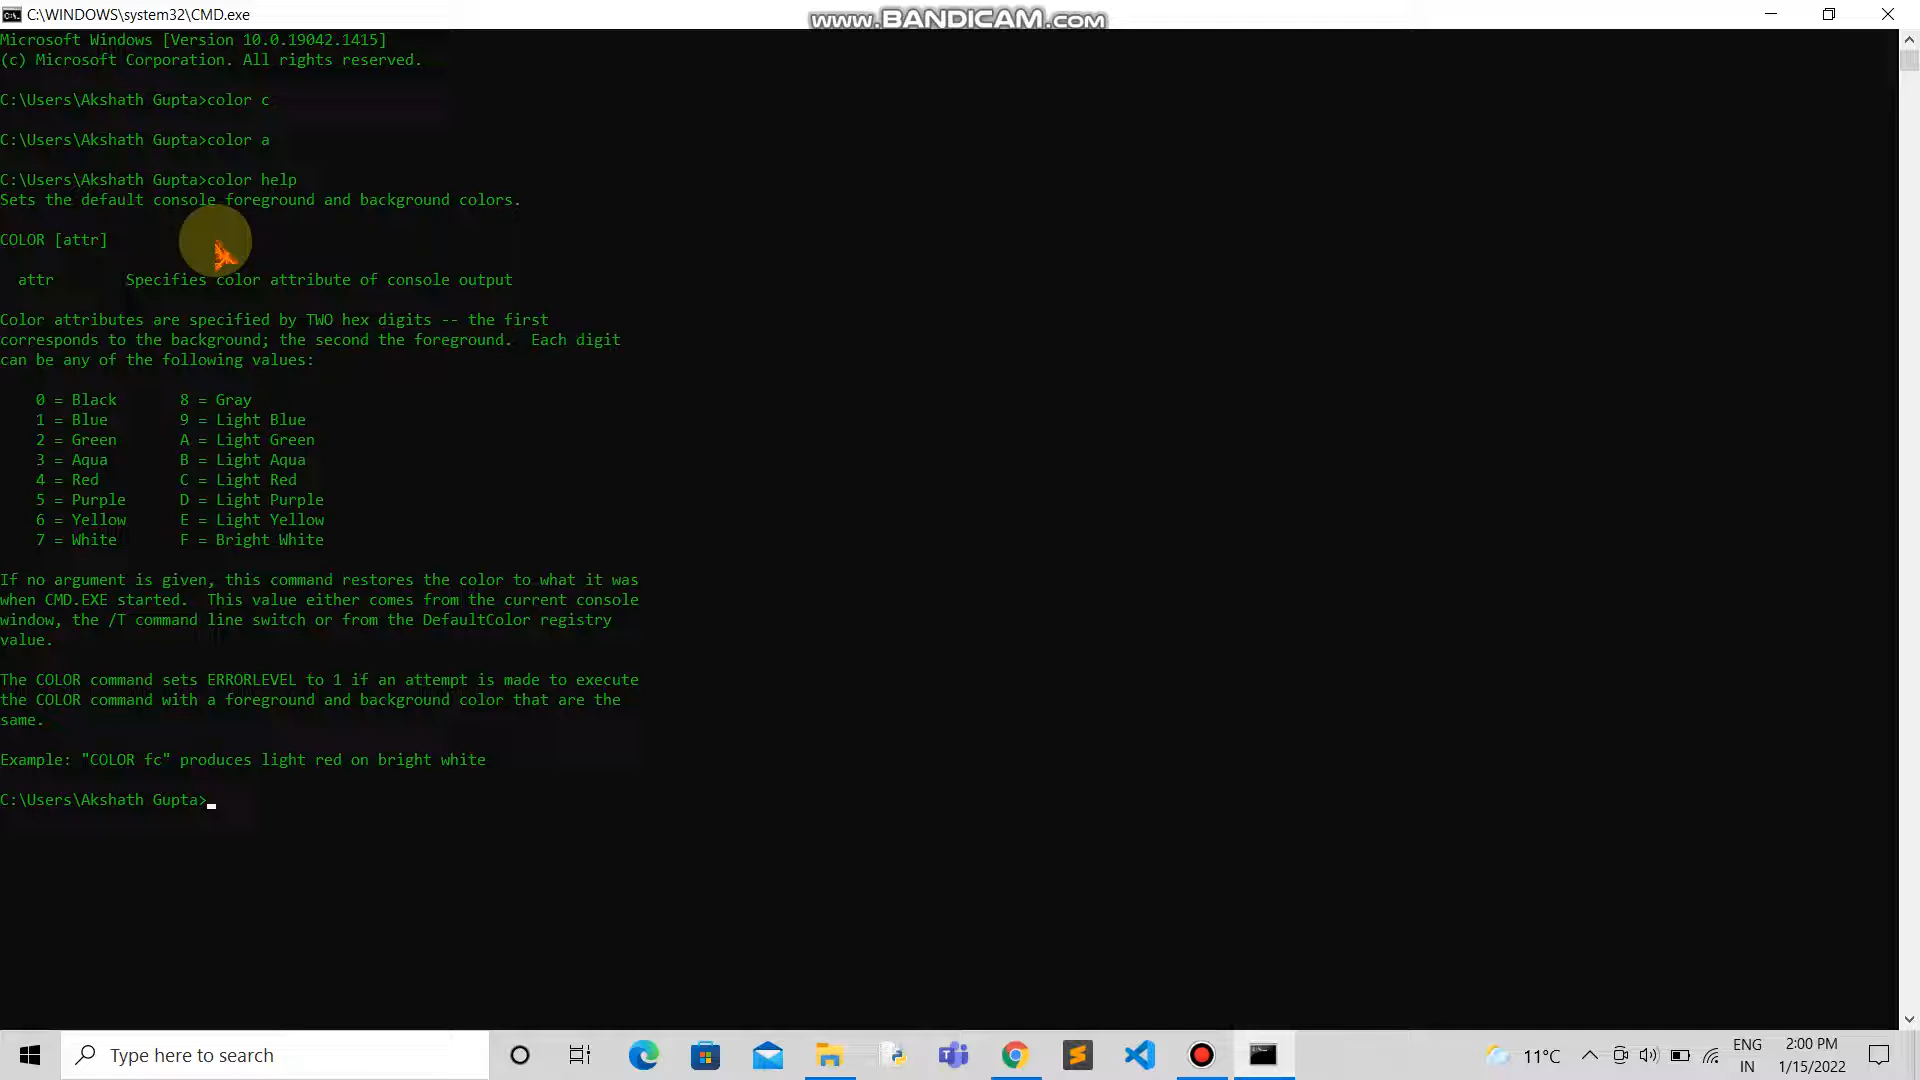 C:\WINDOWS\system32\CMD.exe
www.BANDICAM.com
Microsoft Windows [Version 10.0.19042.1415]
(c) Microsoft Corporation. All rights reserved.
C:\Users\Akshath Gupta>color c
C:\Users\Akshath Gupta>color a
C:\Users\Akshath Gupta>color help
Sets the default console foreground and background colors.
COLOR [attr]
attr        Specifies color attribute of console output
Color attributes are specified by TWO hex digits -- the first
corresponds to the background; the second the foreground.  Each digit
can be any of the following values:
0 = Black       8 = Gray
1 = Blue        9 = Light Blue
2 = Green       A = Light Green
3 = Aqua        B = Light Aqua
4 = Red         C = Light Red
5 = Purple      D = Light Purple
6 = Yellow      E = Light Yellow
7 = White       F = Bright White
If no argument is given, this command restores the color to what it was
when CMD.EXE started.  This value either comes from the current console
window, the /T command line switch or from the DefaultColor registry
value.
The COLOR command sets ERRORLEVEL to 1 if an attempt is made to execute
the COLOR command with a foreground and background color that are the
same.
Example: "COLOR fc" produces light red on bright white
C:\Users\Akshath Gupta>
Type here to search
11°C
ENG
IN
2:00 PM
1/15/2022